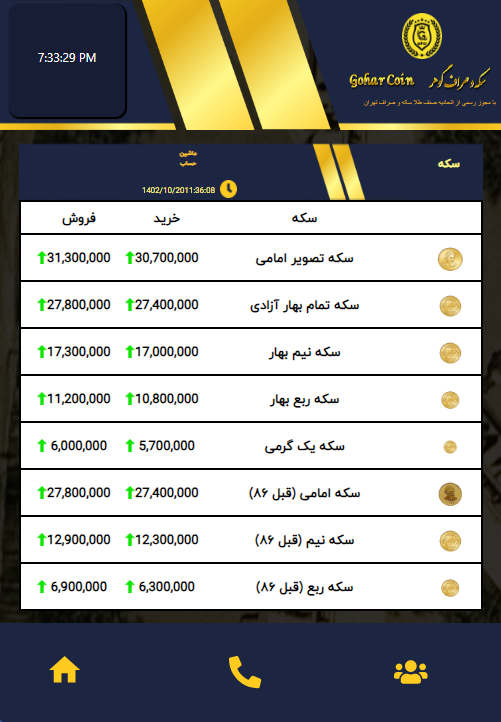 7:33:29 PM
Gohar Coin
سکه و صرافی گوهر
با مجوز رسمی از اتحادیه صنف طلا سکه و صراف تهران
سکه
ماشین
حساب
1402/10/2011:36:08
سکه خرید فروش
سکه تصویر امامی 30,700,000 31,300,000
سکه تمام بهار آزادی 27,400,000 27,800,000
سکه نیم بهار 17,000,000 17,300,000
سکه ربع بهار 10,800,000 11,200,000
سکه یک گرمی 5,700,000 6,000,000
سکه امامی (قبل ۸۶) 27,400,000 27,800,000
سکه نیم (قبل ۸۶) 12,300,000 12,900,000
سکه ربع (قبل ۸۶) 6,300,000 6,900,000